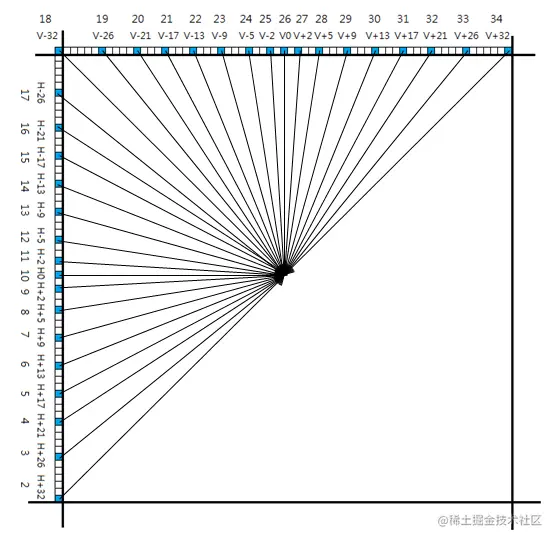 18 19 20 21 22 23 24 25 26 27 28 29 30 31 32 33 34
V-32 V-26 V-21 V-17 V-13 V-9 V-5 V-2 V0 V+2 V+5 V+9 V+13 V+17 V+21 V+26 V+32
17 H-26
16 H-21
15 H-17
14 H-13
13 H-9
12 H-5
11 H-2
10 H0
9 H+2
8 H+5
7 H+9
6 H+13
5 H+17
4 H+21
3 H+26
2 H+32
@稀土掘金技术社区